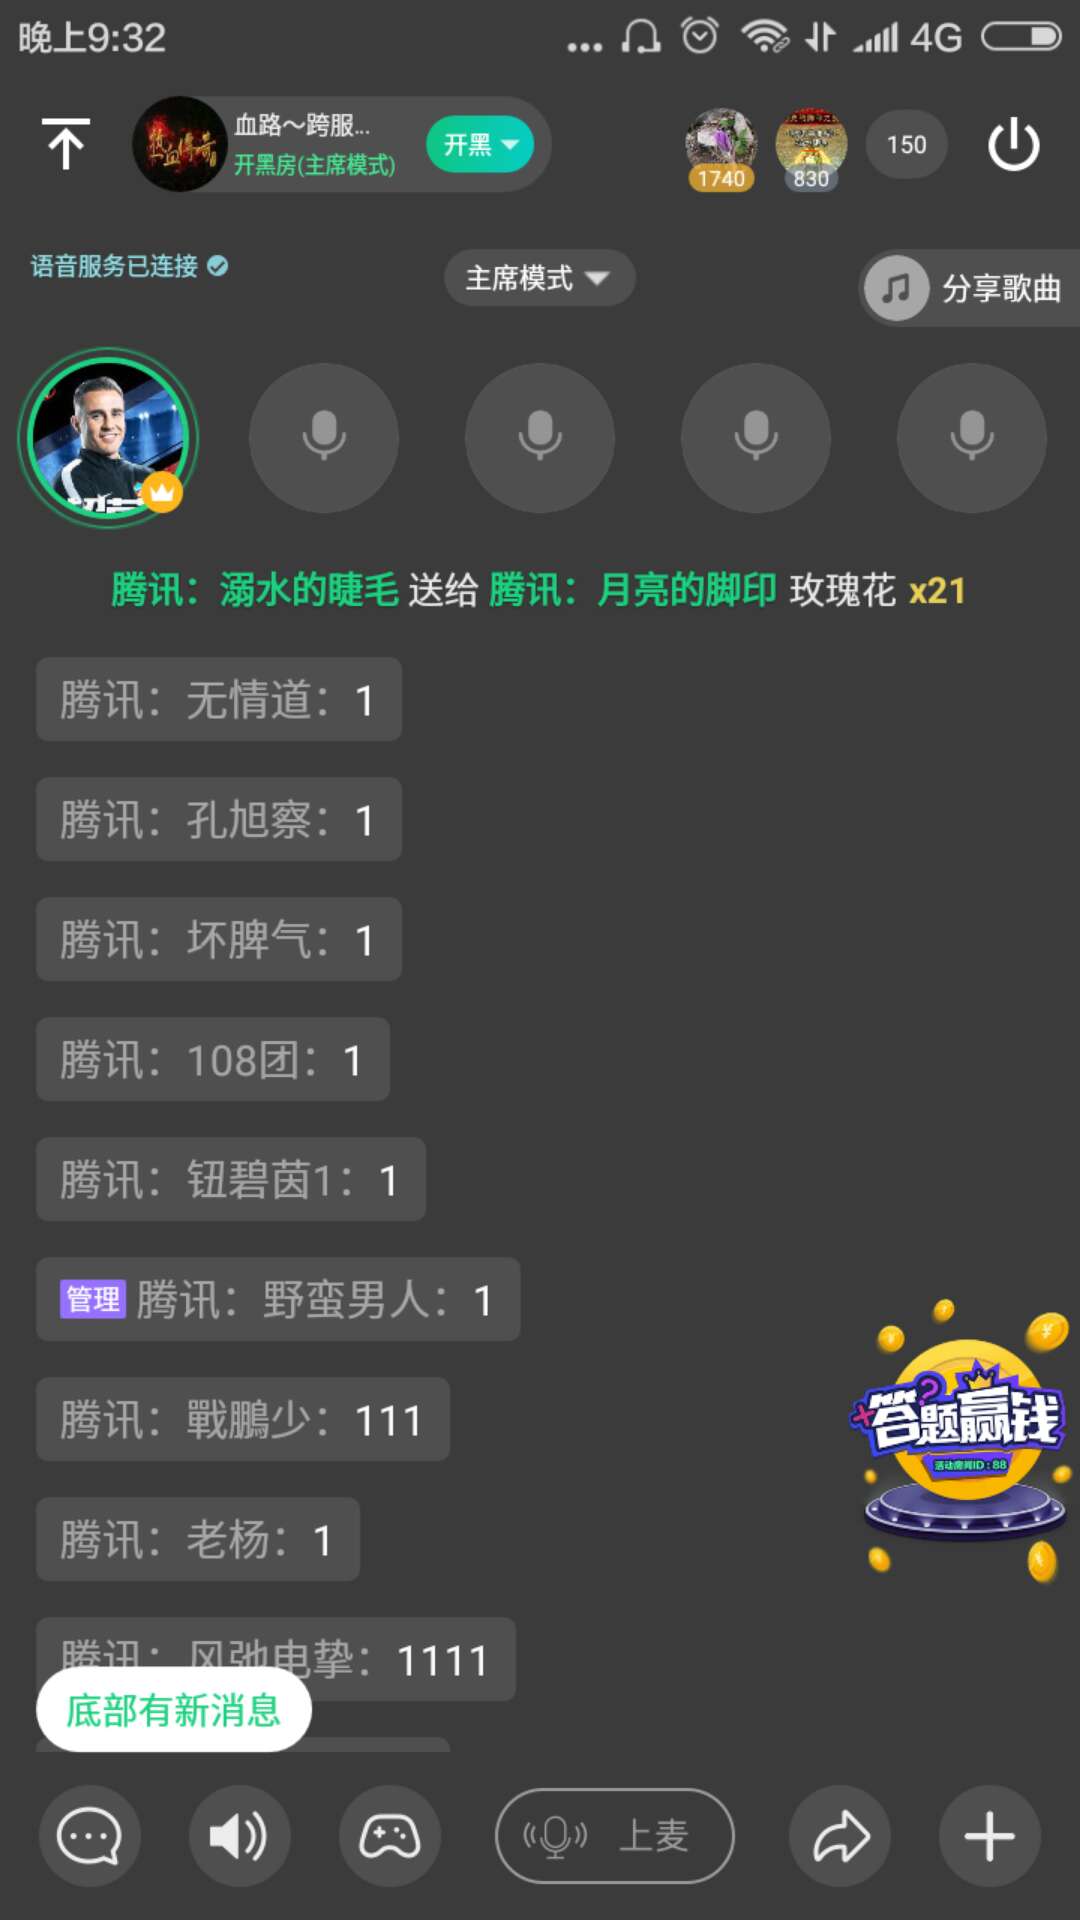 晚上9:32
4G
热血传奇
血路～跨服...
开黑房(主席模式)
开黑
1740
830
150
语音服务已连接
主席模式
分享歌曲
腾讯：溺水的睫毛 送给 腾讯：月亮的脚印 玫瑰花 x21
腾讯：无情道：1
腾讯：孔旭察：1
腾讯：坏脾气：1
腾讯：108团：1
腾讯：钮碧茵1：1
管理 腾讯：野蛮男人：1
腾讯：戰鵬少：111
答题赢钱
活动房间ID:88
腾讯：老杨：1
腾讯：风弛电挚：1111
底部有新消息
上麦